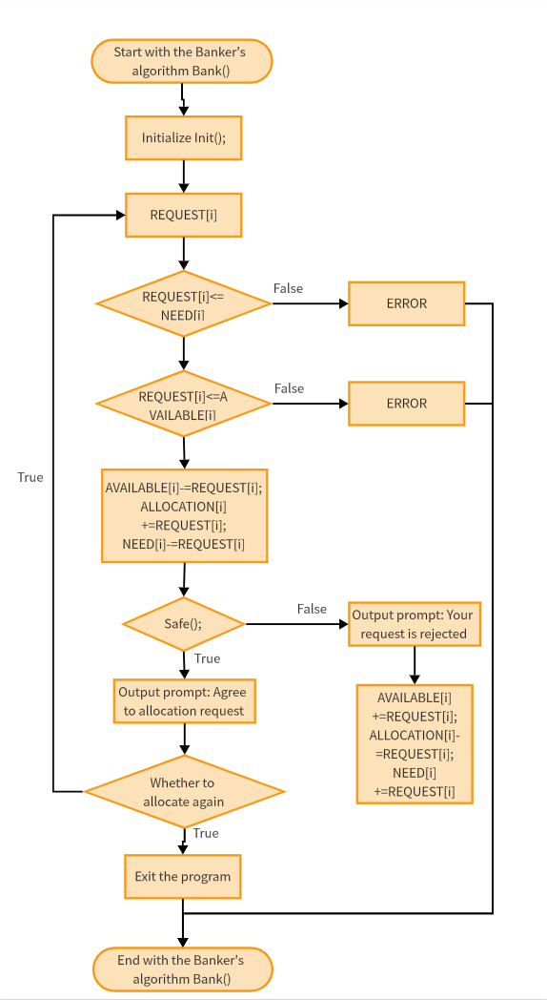 Start with the Banker's
algorithm Bank()
Initialize Init();
REQUEST[i]
REQUEST[i]<=
NEED[i]
False
ERROR
REQUEST[i]<=A
VAILABLE[i]
False
ERROR
True
AVAILABLE[i]-=REQUEST[i];
ALLOCATION[i]
+=REQUEST[i];
NEED[i]-=REQUEST[i]
Safe();
False
Output prompt: Your
request is rejected
True
Output prompt: Agree
to allocation request
AVAILABLE[i]
+=REQUEST[i];
ALLOCATION[i]-
=REQUEST[i];
NEED[i]
+=REQUEST[i]
Whether to
allocate again
True
Exit the program
End with the Banker's
algorithm Bank()